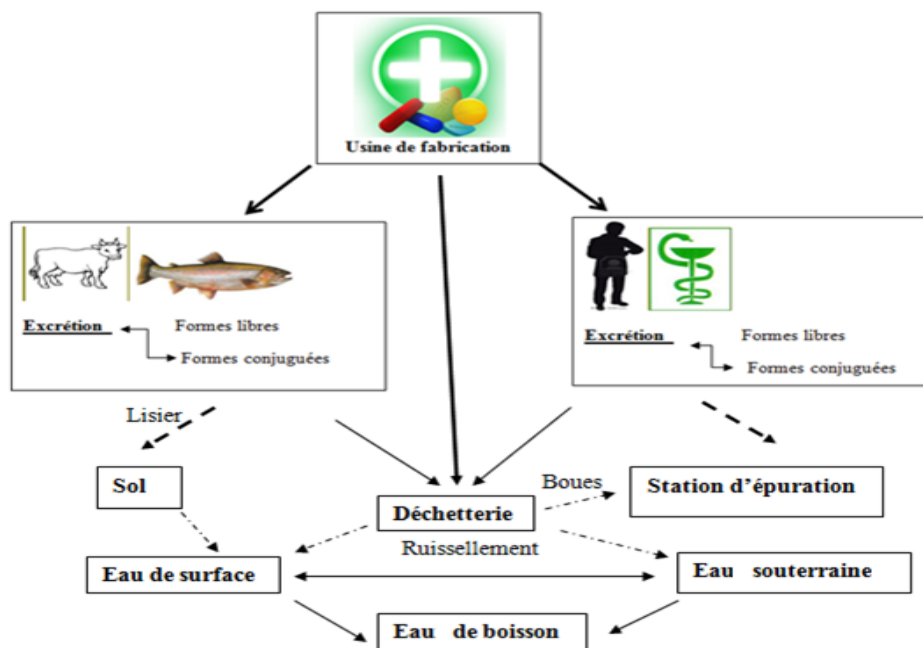 Usine de fabrication
Excrétion
Formes libres
Formes conjuguées
Excrétion
Formes libres
Formes conjuguées
Lisier
Sol
Boues
Station d'épuration
Déchetterie
Ruissellement
Eau de surface
Eau souterraine
Eau de boisson